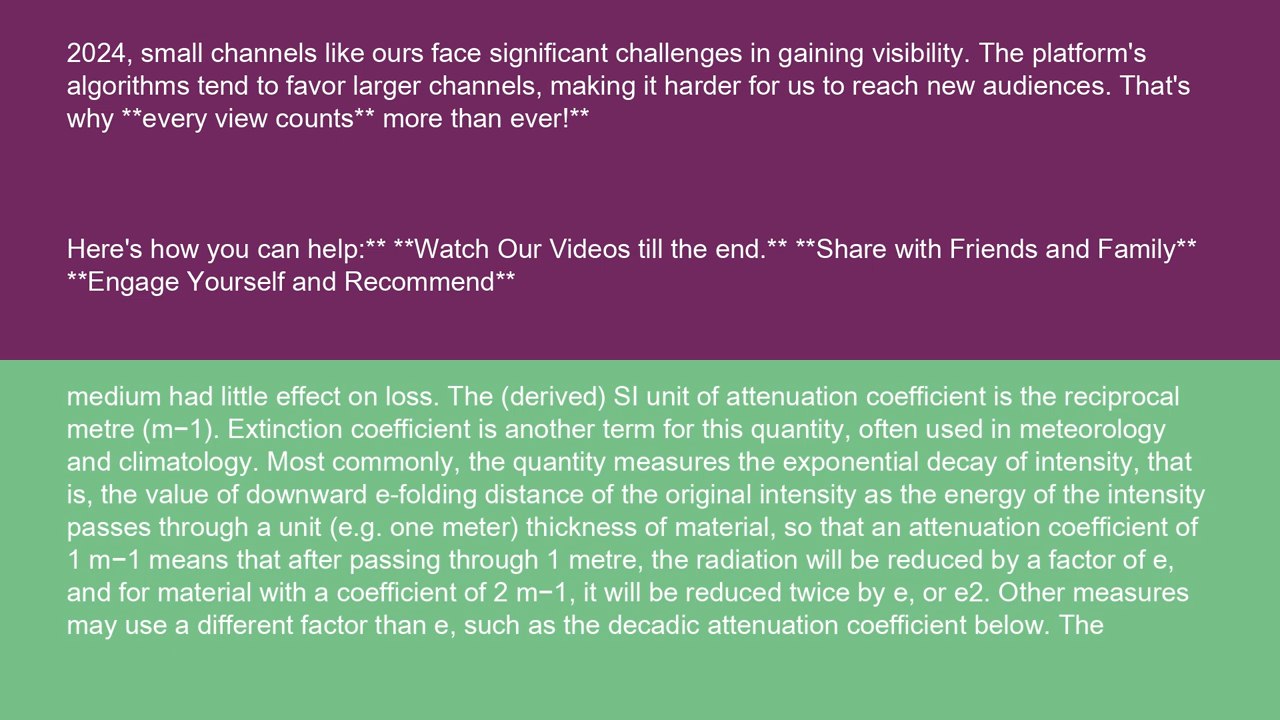 2024, small channels like ours face significant challenges in gaining visibility. The platform's
algorithms tend to favor larger channels, making it harder for us to reach new audiences. That's
why **every view counts** more than ever!**
Here's how you can help:** **Watch Our Videos till the end.** **Share with Friends and Family**
**Engage Yourself and Recommend**
medium had little effect on loss. The (derived) SI unit of attenuation coefficient is the reciprocal
metre (m−1). Extinction coefficient is another term for this quantity, often used in meteorology
and climatology. Most commonly, the quantity measures the exponential decay of intensity, that
is, the value of downward e-folding distance of the original intensity as the energy of the intensity
passes through a unit (e.g. one meter) thickness of material, so that an attenuation coefficient of
1 m−1 means that after passing through 1 metre, the radiation will be reduced by a factor of e,
and for material with a coefficient of 2 m−1, it will be reduced twice by e, or e2. Other measures
may use a different factor than e, such as the decadic attenuation coefficient below. The